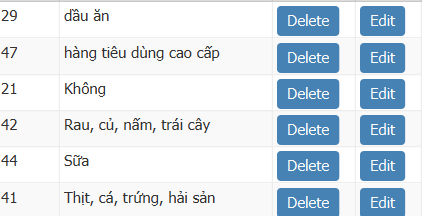 29 dầu ăn Delete Edit
47 hàng tiêu dùng cao cấp Delete Edit
21 Không Delete Edit
42 Rau, củ, nấm, trái cây Delete Edit
44 Sữa Delete Edit
41 Thịt, cá, trứng, hải sản Delete Edit